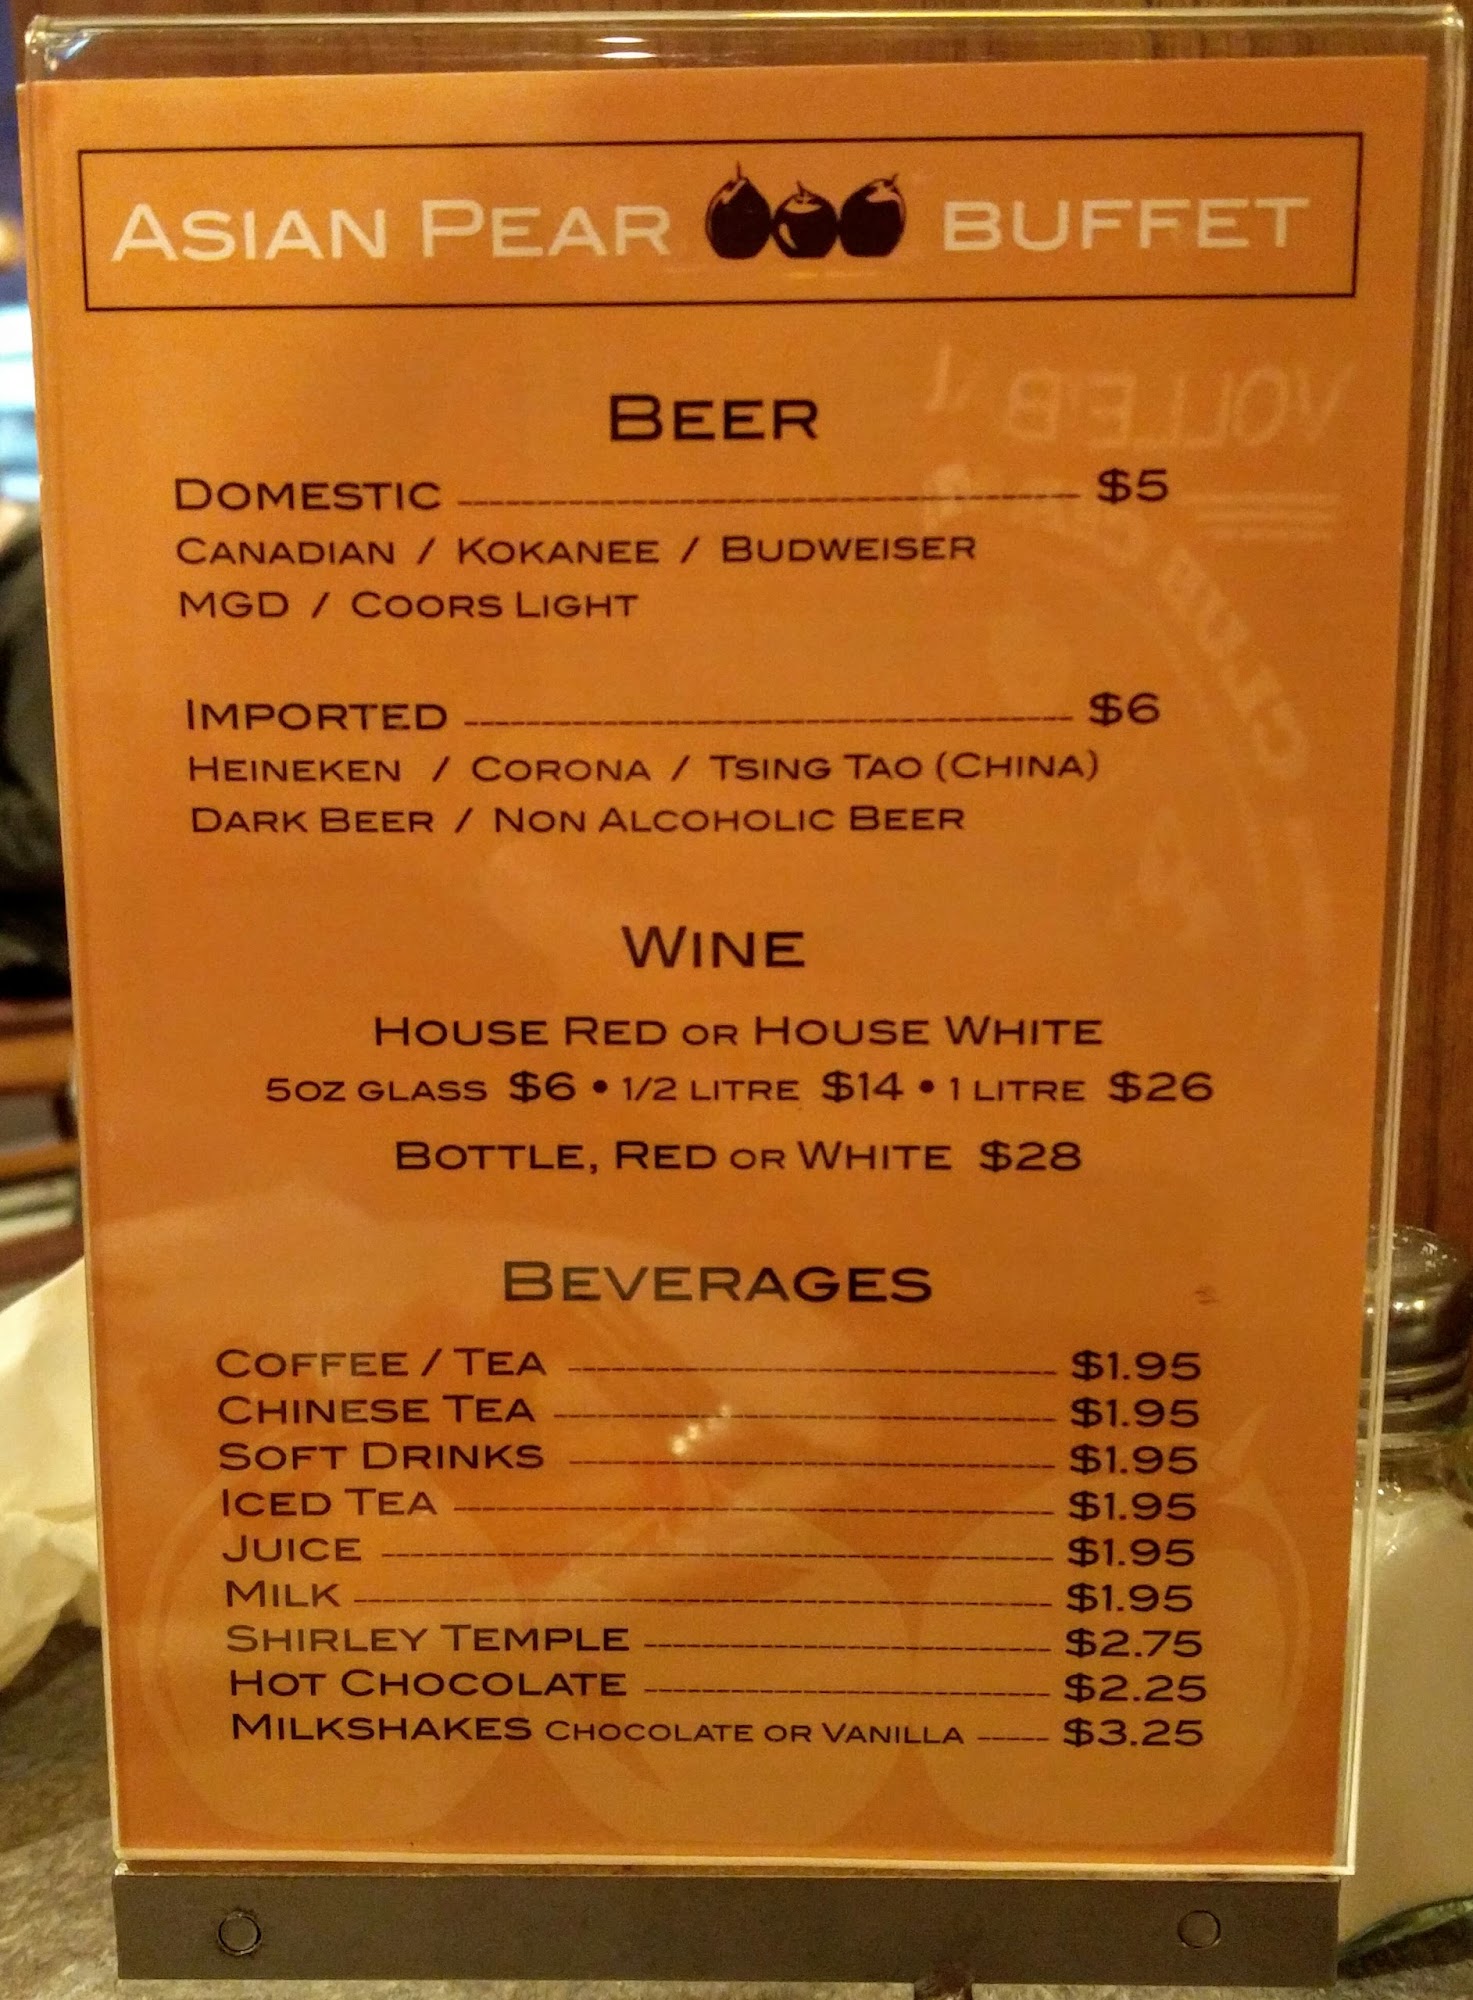 ASIAN PEAR BUFFET
BEER
DOMESTIC $5
CANADIAN / KOKANEE / BUDWEISER
MGD / COORS LIGHT
IMPORTED $6
HEINEKEN / CORONA / TSING TAO (CHINA)
DARK BEER / NON ALCOHOLIC BEER
WINE
HOUSE RED OR HOUSE WHITE
5OZ GLASS $6 • 1/2 LITRE $14 • 1 LITRE $26
BOTTLE, RED OR WHITE $28
BEVERAGES
COFFEE / TEA $1.95
CHINESE TEA $1.95
SOFT DRINKS $1.95
ICED TEA $1.95
JUICE $1.95
MILK $1.95
SHIRLEY TEMPLE $2.75
HOT CHOCOLATE $2.25
MILKSHAKES CHOCOLATE OR VANILLA $3.25